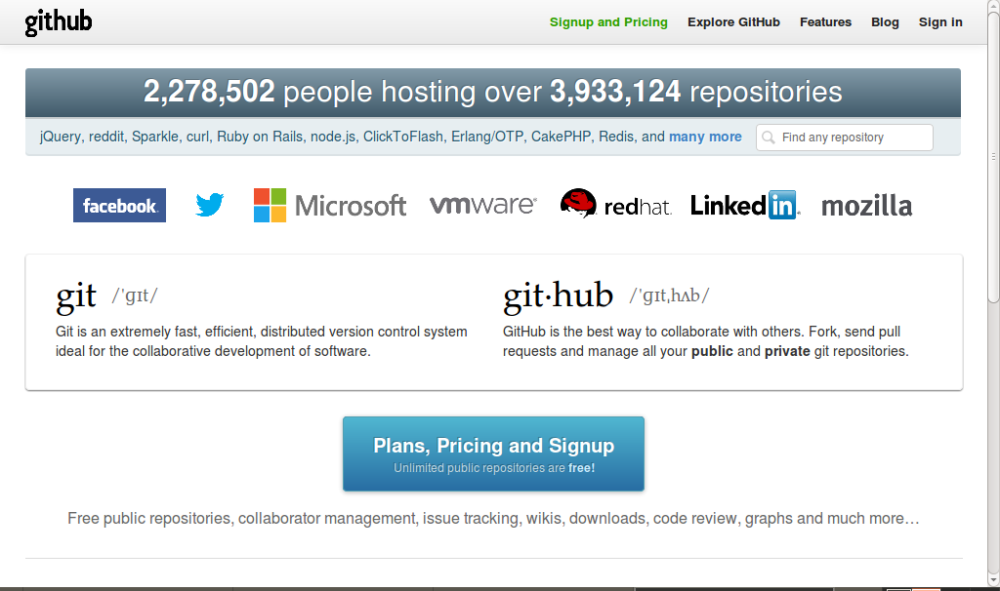 github
Signup and Pricing Explore GitHub Features Blog Sign in
2,278,502 people hosting over 3,933,124 repositories
jQuery, reddit, Sparkle, curl, Ruby on Rails, node.js, ClickToFlash, Erlang/OTP, CakePHP, Redis, and many more
Find any repository
facebook. Microsoft vmware® redhat. Linked in mozilla
git /ˈɡɪt/
Git is an extremely fast, efficient, distributed version control system
ideal for the collaborative development of software.
git·hub /ˈɡɪtˌhʌb/
GitHub is the best way to collaborate with others. Fork, send pull
requests and manage all your public and private git repositories.
Plans, Pricing and Signup
Unlimited public repositories are free!
Free public repositories, collaborator management, issue tracking, wikis, downloads, code review, graphs and much more…